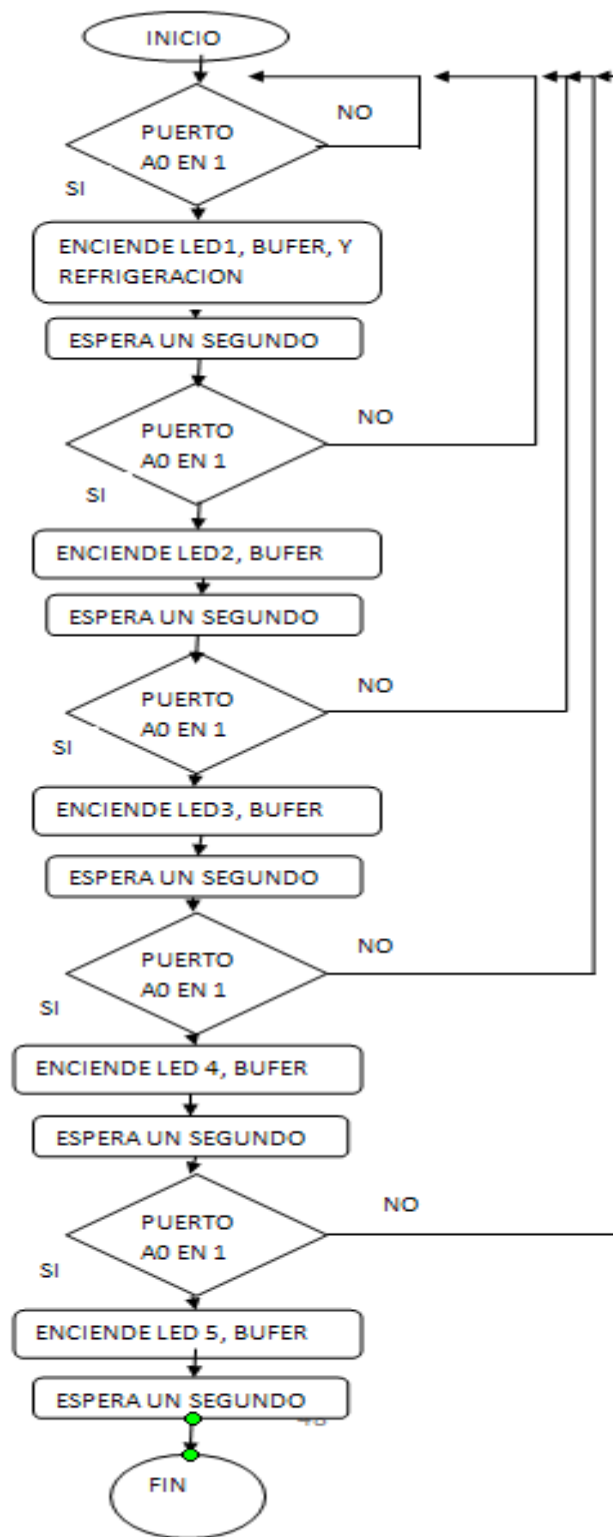 INICIO
NO
PUERTO
A0 EN 1
SI
ENCIENDE LED1, BUFER, Y
REFRIGERACION
ESPERA UN SEGUNDO
NO
PUERTO
A0 EN 1
SI
ENCIENDE LED2, BUFER
ESPERA UN SEGUNDO
NO
PUERTO
A0 EN 1
SI
ENCIENDE LED3, BUFER
ESPERA UN SEGUNDO
NO
PUERTO
A0 EN 1
SI
ENCIENDE LED 4, BUFER
ESPERA UN SEGUNDO
NO
PUERTO
A0 EN 1
SI
ENCIENDE LED 5, BUFER
ESPERA UN SEGUNDO
FIN